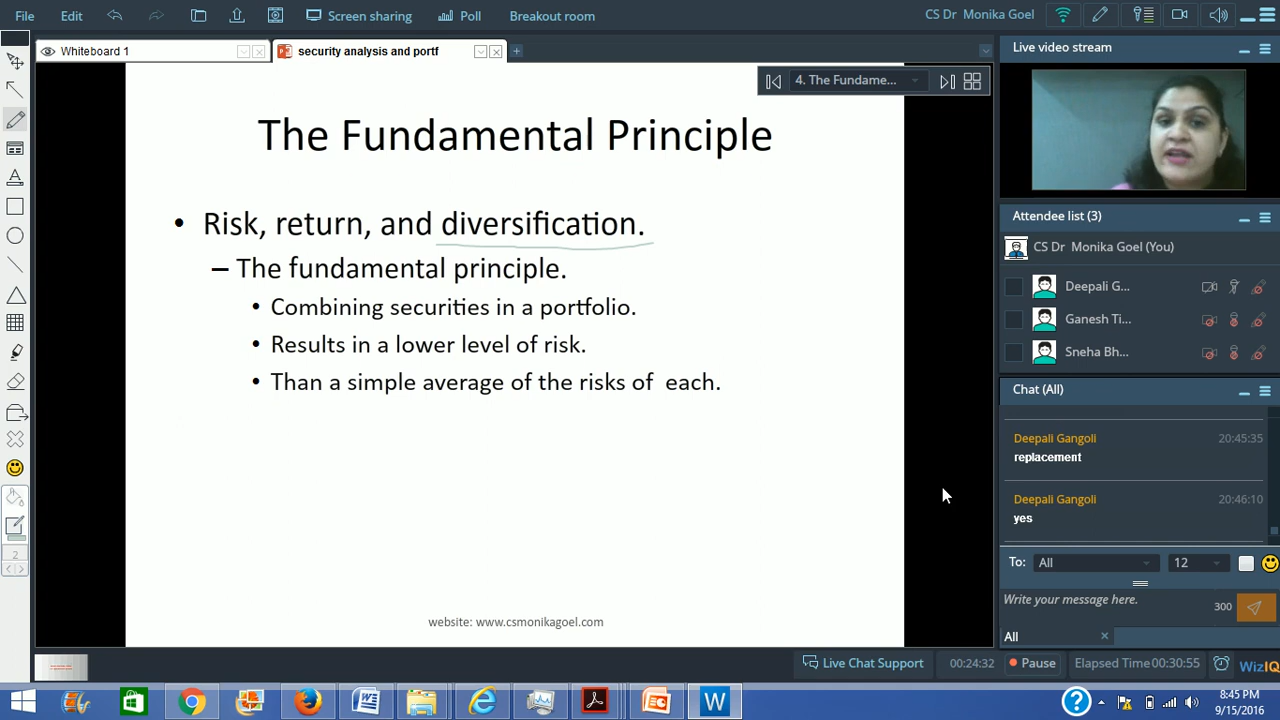 File Edit Screen sharing Poll Breakout room CS Dr Monika Goel
Whiteboard 1 security analysis and portf
Live video stream
4. The Fundame...
The Fundamental Principle
• Risk, return, and diversification.
– The fundamental principle.
• Combining securities in a portfolio.
• Results in a lower level of risk.
• Than a simple average of the risks of each.
website: www.csmonikagoel.com
Attendee list (3)
CS Dr Monika Goel (You)
Deepali G...
Ganesh Ti...
Sneha Bh...
Chat (All)
Deepali Gangoli 20:45:35
replacement
Deepali Gangoli 20:46:10
yes
To: All 12
Write your message here. 300
All
2
Live Chat Support 00:24:32 Pause Elapsed Time 00:30:55 WizIQ
8:45 PM
9/15/2016